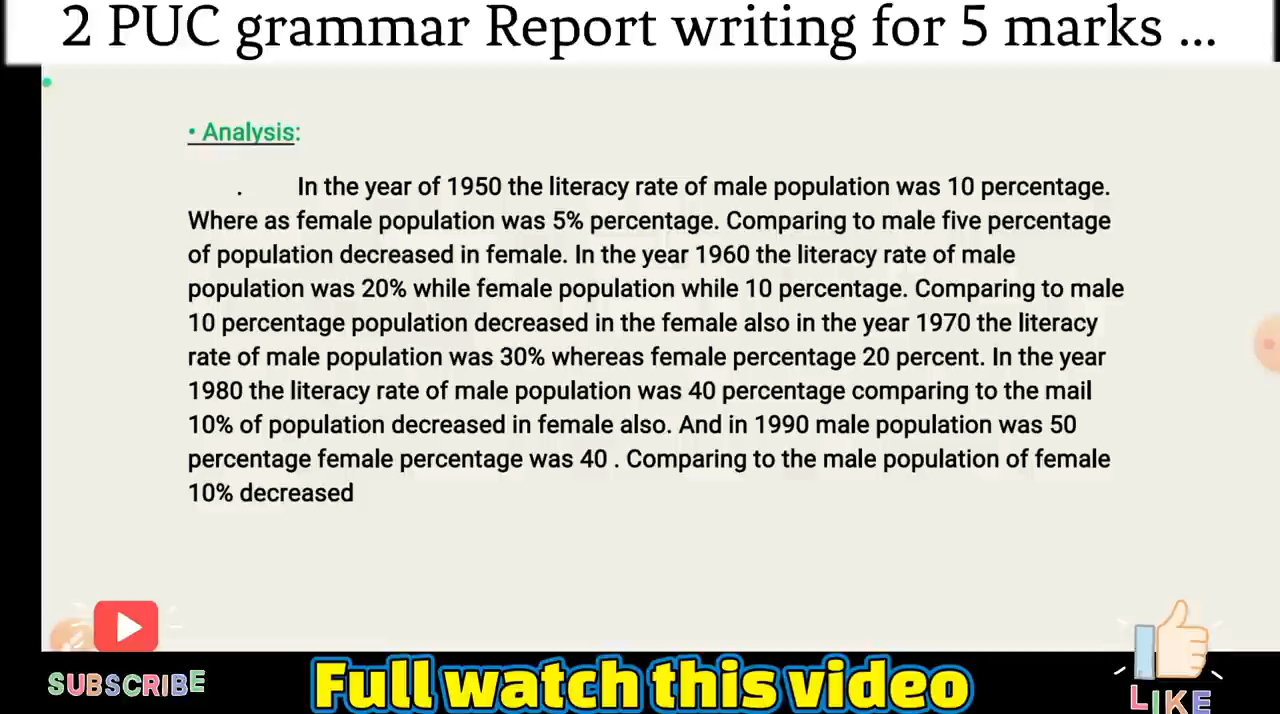 2 PUC grammar Report writing for 5 marks ...
• Analysis:
. In the year of 1950 the literacy rate of male population was 10 percentage.
Where as female population was 5% percentage. Comparing to male five percentage
of population decreased in female. In the year 1960 the literacy rate of male
population was 20% while female population while 10 percentage. Comparing to male
10 percentage population decreased in the female also in the year 1970 the literacy
rate of male population was 30% whereas female percentage 20 percent. In the year
1980 the literacy rate of male population was 40 percentage comparing to the mail
10% of population decreased in female also. And in 1990 male population was 50
percentage female percentage was 40 . Comparing to the male population of female
10% decreased
SUBSCRIBE
Full watch this video
LIKE